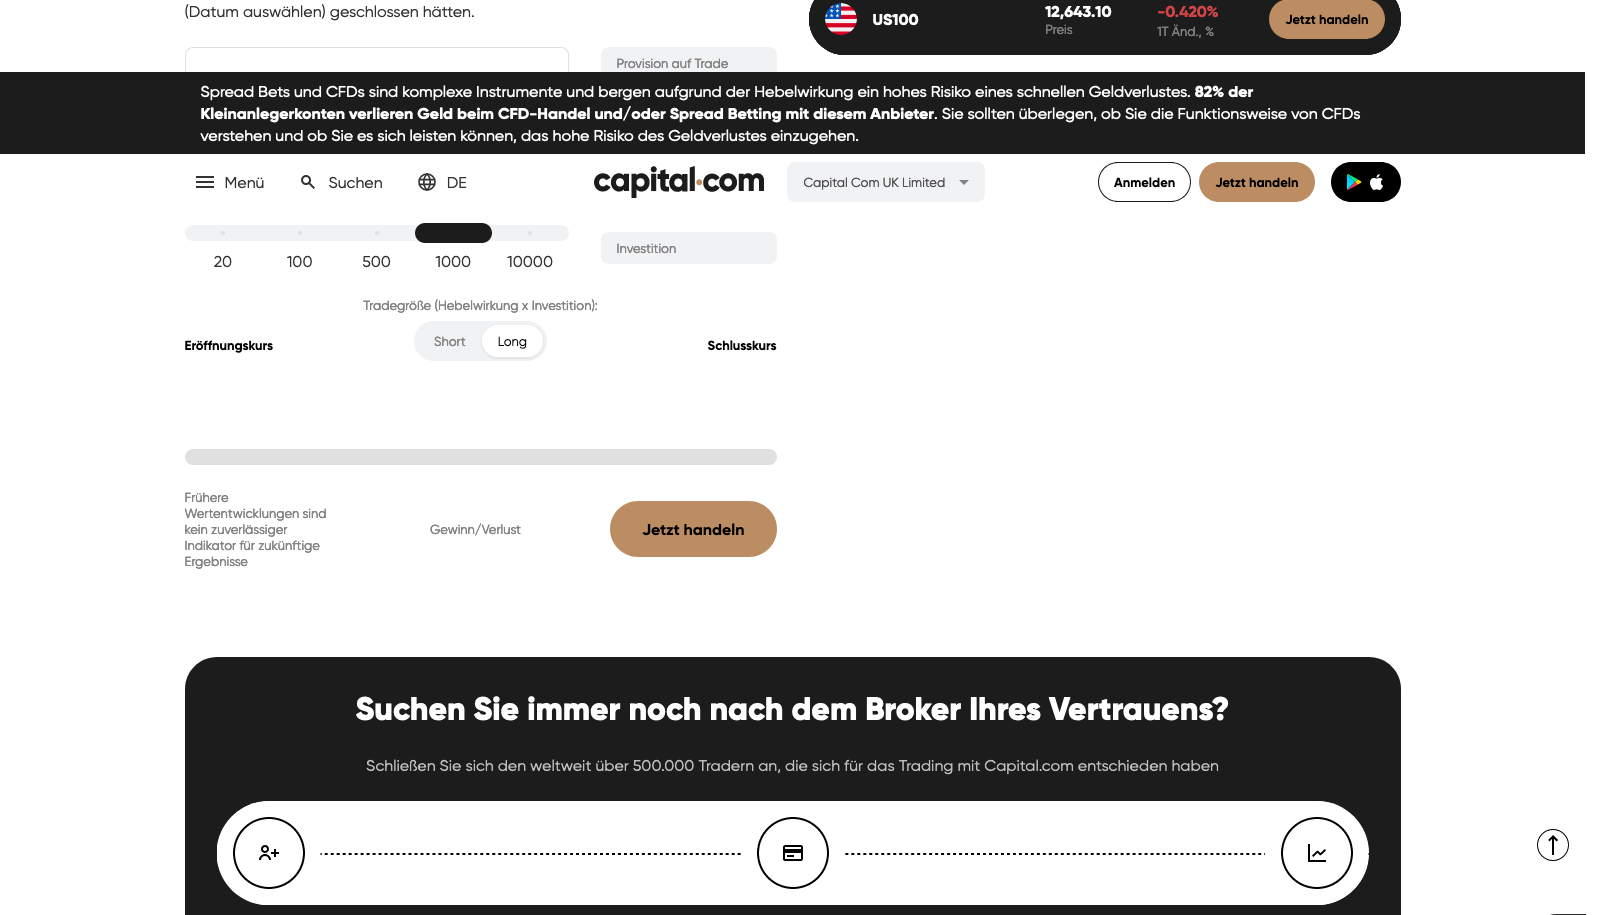 (Datum auswählen) geschlossen hätten.
US100
12,643.10
Preis
-0.420%
1T Änd., %
Jetzt handeln
Provision auf Trade
Spread Bets und CFDs sind komplexe Instrumente und bergen aufgrund der Hebelwirkung ein hohes Risiko eines schnellen Geldverlustes. 82% der
Kleinanlegerkonten verlieren Geld beim CFD-Handel und/oder Spread Betting mit diesem Anbieter. Sie sollten überlegen, ob Sie die Funktionsweise von CFDs
verstehen und ob Sie es sich leisten können, das hohe Risiko des Geldverlustes einzugehen.
Menü
Suchen
DE
capital.com
Capital Com UK Limited
Anmelden
Jetzt handeln
20
100
500
1000
10000
Investition
Tradegröße (Hebelwirkung x Investition):
Eröffnungskurs
Short
Long
Schlusskurs
Frühere
Wertentwicklungen sind
kein zuverlässiger
Indikator für zukünftige
Ergebnisse
Gewinn/Verlust
Jetzt handeln
Suchen Sie immer noch nach dem Broker Ihres Vertrauens?
Schließen Sie sich den weltweit über 500.000 Tradern an, die sich für das Trading mit Capital.com entschieden haben